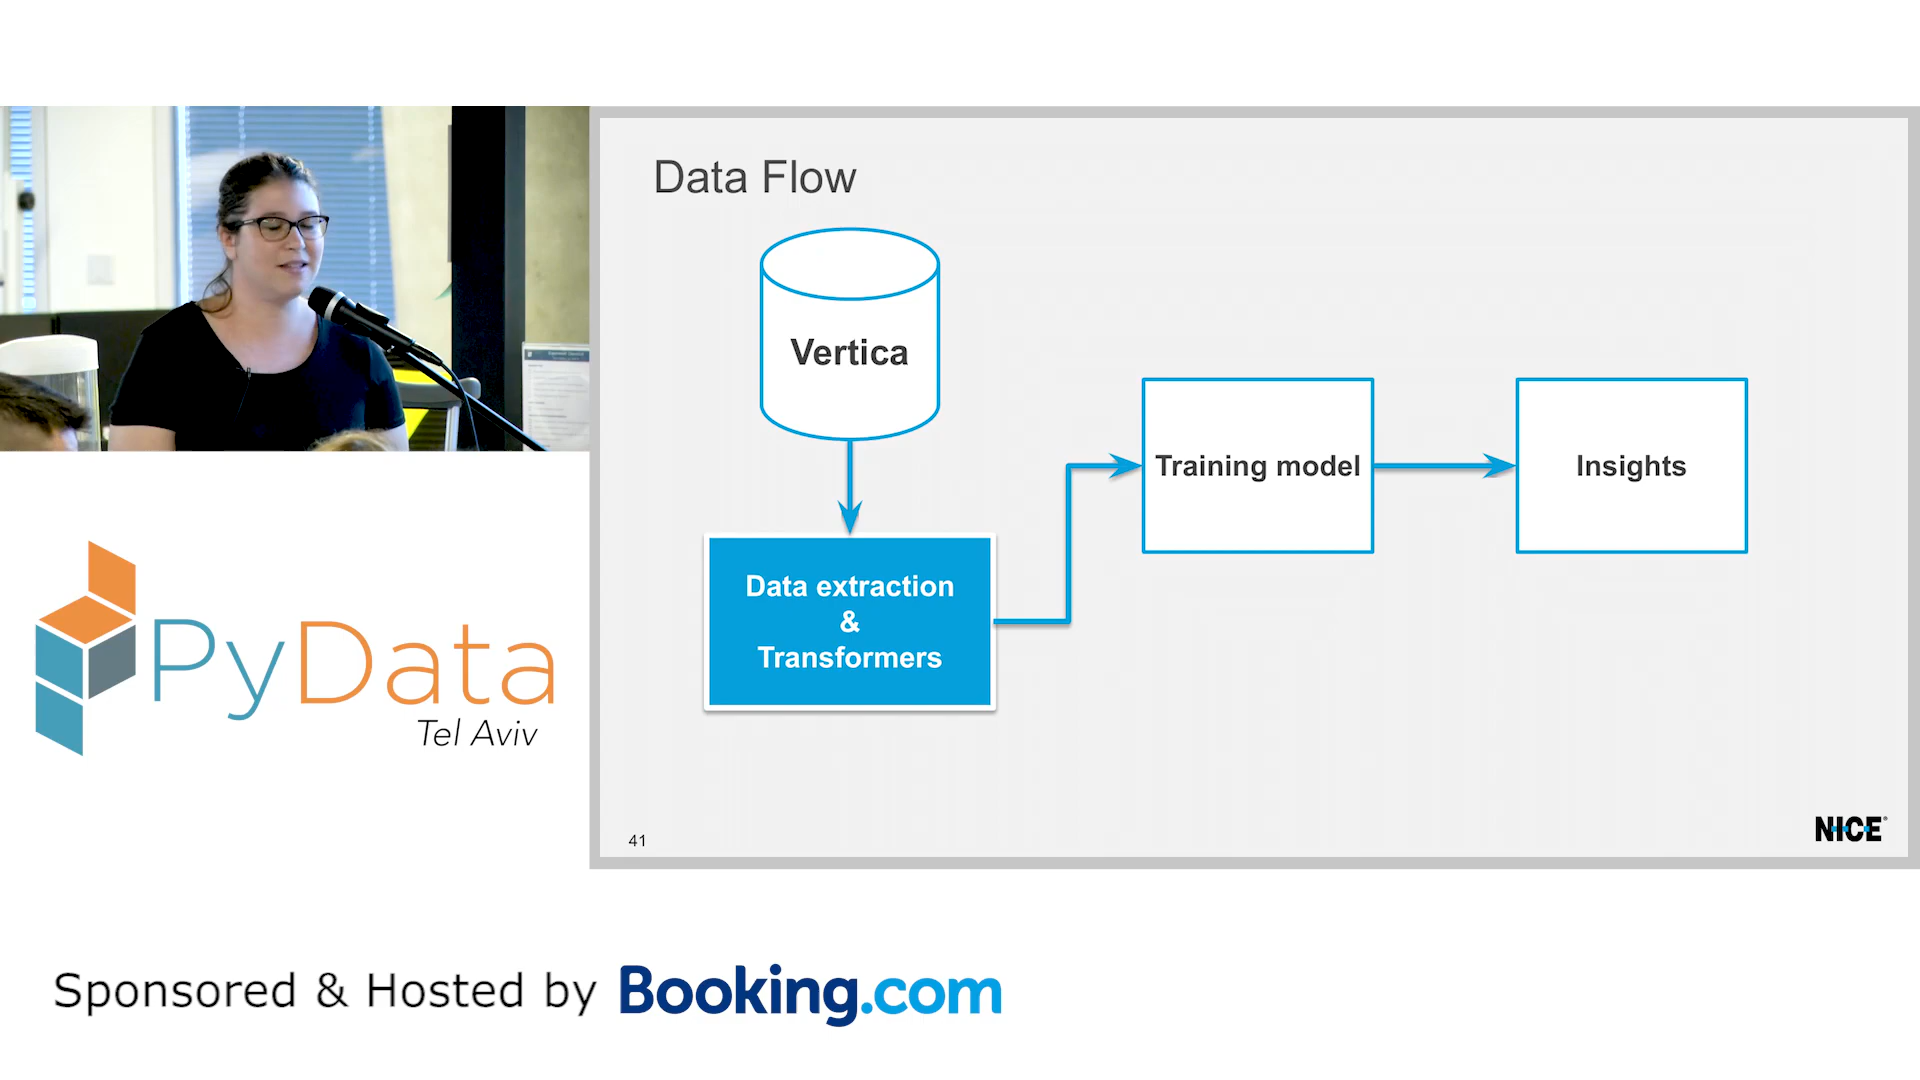 Data Flow
Vertica
Data extraction
&
Transformers
Training model
Insights
41
NICE
PyData
Tel Aviv
Sponsored & Hosted by Booking.com